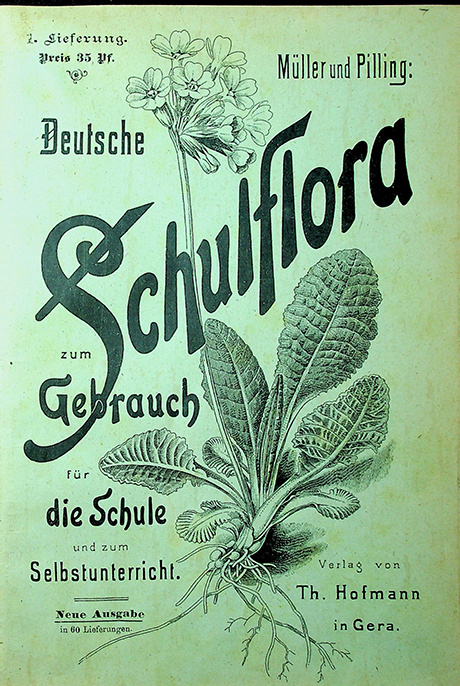 1. Lieferung.
Preis 35 Pf.
Müller und Pilling:
Deutsche
Schulflora
zum
Gebrauch
für
die Schule
und zum
Selbstunterricht.
Neue Ausgabe
in 60 Lieferungen.
Verlag von
Th. Hofmann
in Gera.